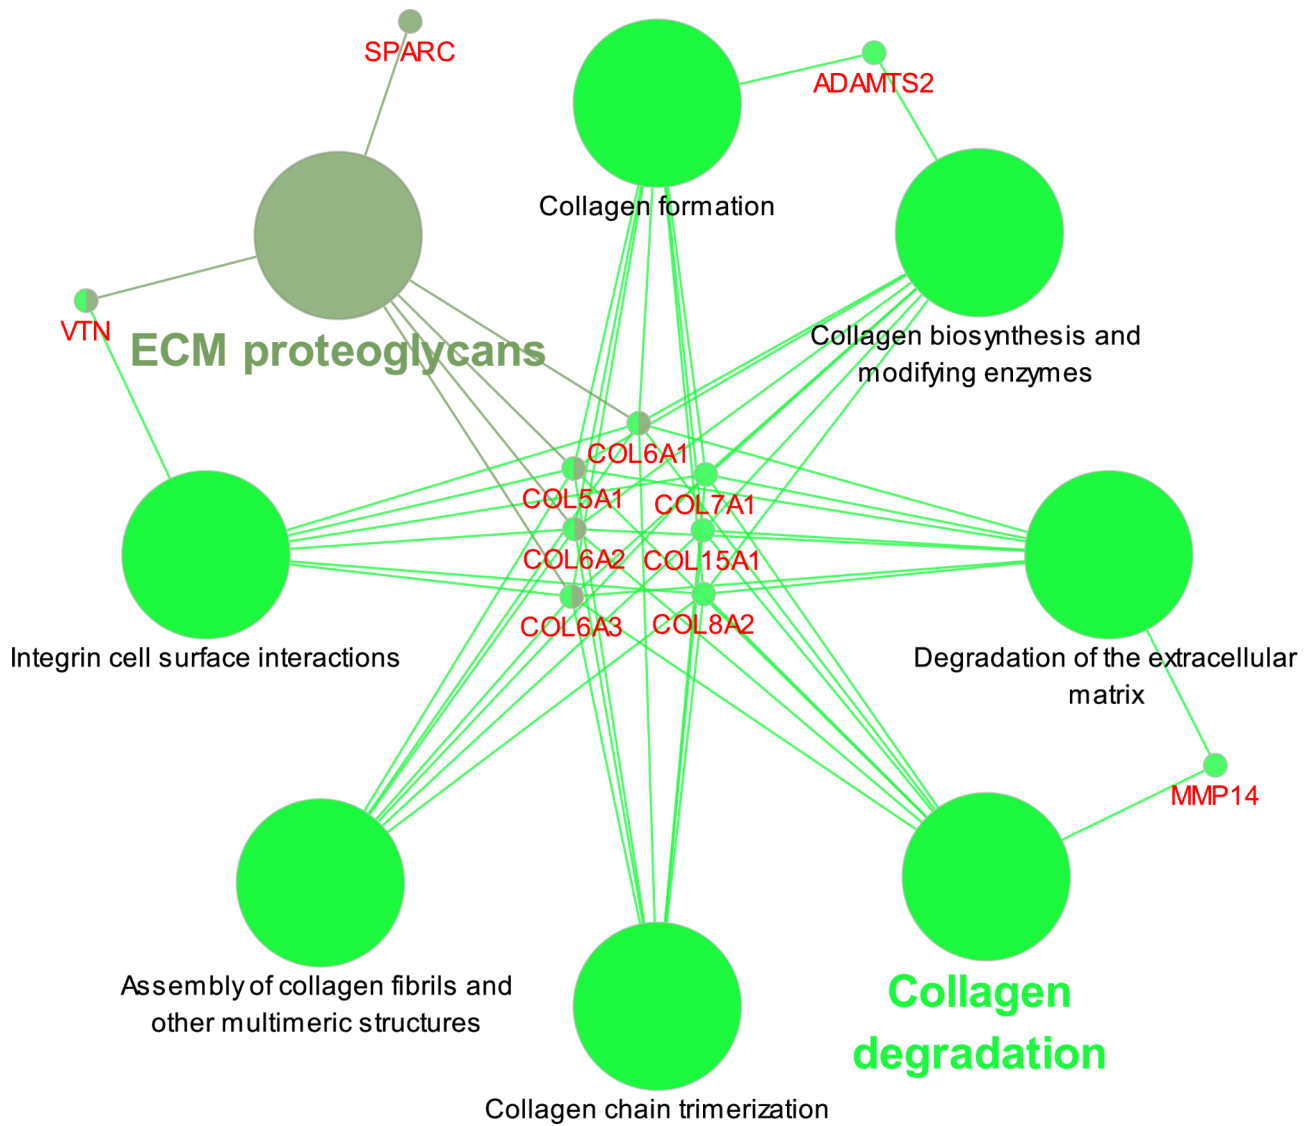 SPARC
ADAMTS2
Collagen formation
VTN
ECM proteoglycans
Collagen biosynthesis and
modifying enzymes
COL6A1
COL5A1
COL7A1
COL6A2
COL15A1
COL6A3
COL8A2
Integrin cell surface interactions
Degradation of the extracellular
matrix
MMP14
Assembly of collagen fibrils and
other multimeric structures
Collagen
degradation
Collagen chain trimerization